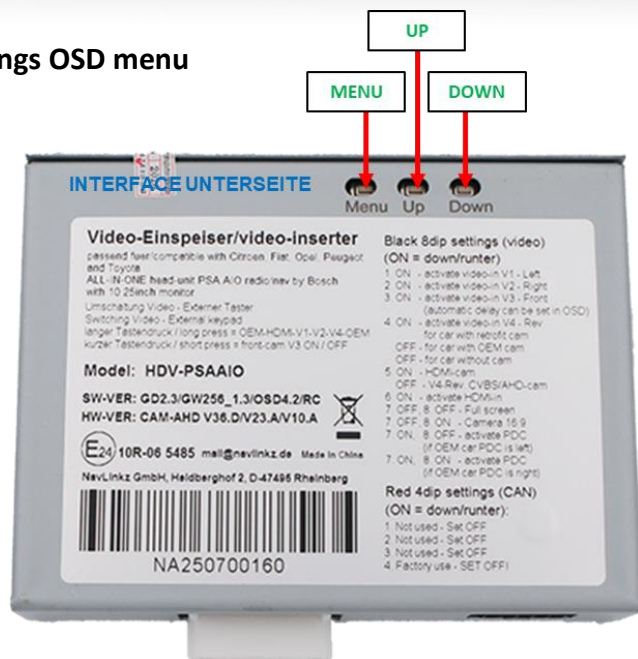 UP
ngs OSD menu
MENU
DOWN
INTERFACE UNTERSEITE
Menu Up Down
Video-Einspeiser/video-inserter
passend fuer/compatible with Citroen, Fiat, Opel, Peugeot
and Toyota
ALL-IN-ONE head-unit PSA AIO radio/nav by Bosch
with 10.25inch monitor
Umschaltung Video - Externer Taster
Switching Video - External keypad
langer Tastendruck / long press = OEM-HDMI-V1-V2-V4-OEM
kurzer Tastendruck / short press = front-cam V3 ON / OFF
Model: HDV-PSAAIO
SW-VER: GD2.3/GW256_1.3/OSD4.2/RC
HW-VER: CAM-AHD V36.D/V23.A/V10.A
E24 10R-06 5485 mail@navlinkz.de Made in China
NavLinkz GmbH, Heidberghof 2, D-47495 Rheinberg
NA250700160
Black 8dip settings (video)
(ON = down/runter)
1 ON - activate video-in V1 - Left
2 ON - activate video-in V2 - Right
3 ON - activate video-in V3 - Front
(automatic delay can be set in OSD)
4 ON - activate video-in V4 - Rev
for car with retrofit cam
OFF - for car with OEM cam
OFF - for car without cam
5 ON - HDMI-cam
OFF - V4-Rev. CVBS/AHD-cam
6 ON - activate HDMI-in
7 OFF, 8. OFF - Full screen
7 OFF, 8. ON - Camera 16:9
7 ON, 8. OFF - activate PDC
(if OEM car PDC is left)
7 ON, 8. ON - activate PDC
(if OEM car PDC is right)
Red 4dip settings (CAN)
(ON = down/runter):
1. Not used - Set OFF
2. Not used - Set OFF
3. Not used - Set OFF
4. Factory use - SET OFF!